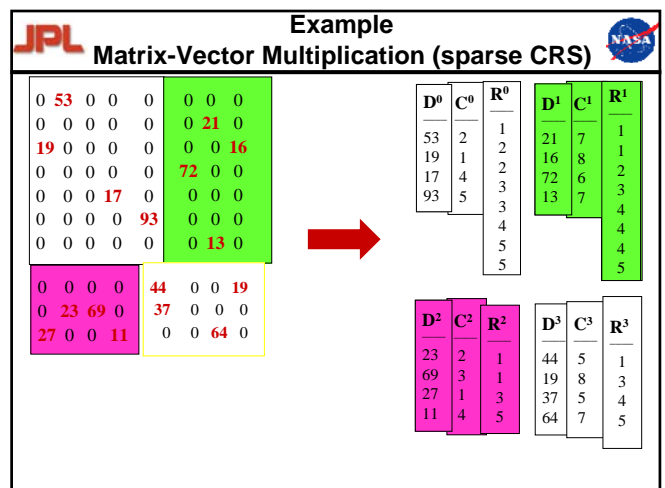 JPL
Example
Matrix-Vector Multiplication (sparse CRS)
NASA
0 53 0 0 0 0 0 0
0 0 0 0 0 0 21 0
19 0 0 0 0 0 0 16
0 0 0 0 0 72 0 0
0 0 0 17 0 0 0 0
0 0 0 0 93 0 0 0
0 0 0 0 0 0 13 0
0 0 0 0 44 0 0 19
0 23 69 0 37 0 0 0
27 0 0 11 0 0 64 0
D⁰ C⁰ R⁰
53 2 1
19 1 2
17 4 2
93 5 3
3
4
5
5
D¹ C¹ R¹
21 7 1
16 8 1
72 6 2
13 7 3
4
4
4
5
D² C² R²
23 2 1
69 3 1
27 1 3
11 4 5
D³ C³ R³
44 5 1
19 8 3
37 5 4
64 7 5